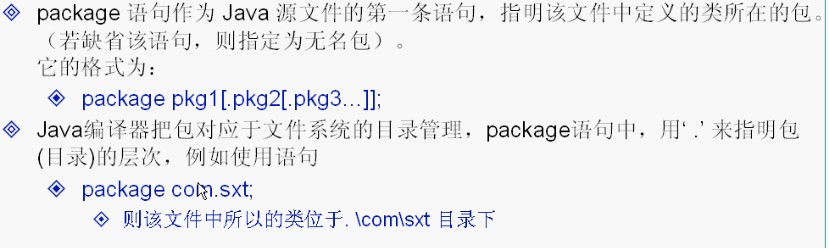 package 语句作为 Java 源文件的第一条语句，指明该文件中定义的类所在的包。
（若缺省该语句，则指定为无名包）。
它的格式为：
package pkg1[.pkg2[.pkg3…]];
Java编译器把包对应于文件系统的目录管理，package语句中，用‘ .’ 来指明包
(目录)的层次，例如使用语句
package com.sxt;
则该文件中所以的类位于. \com\sxt 目录下